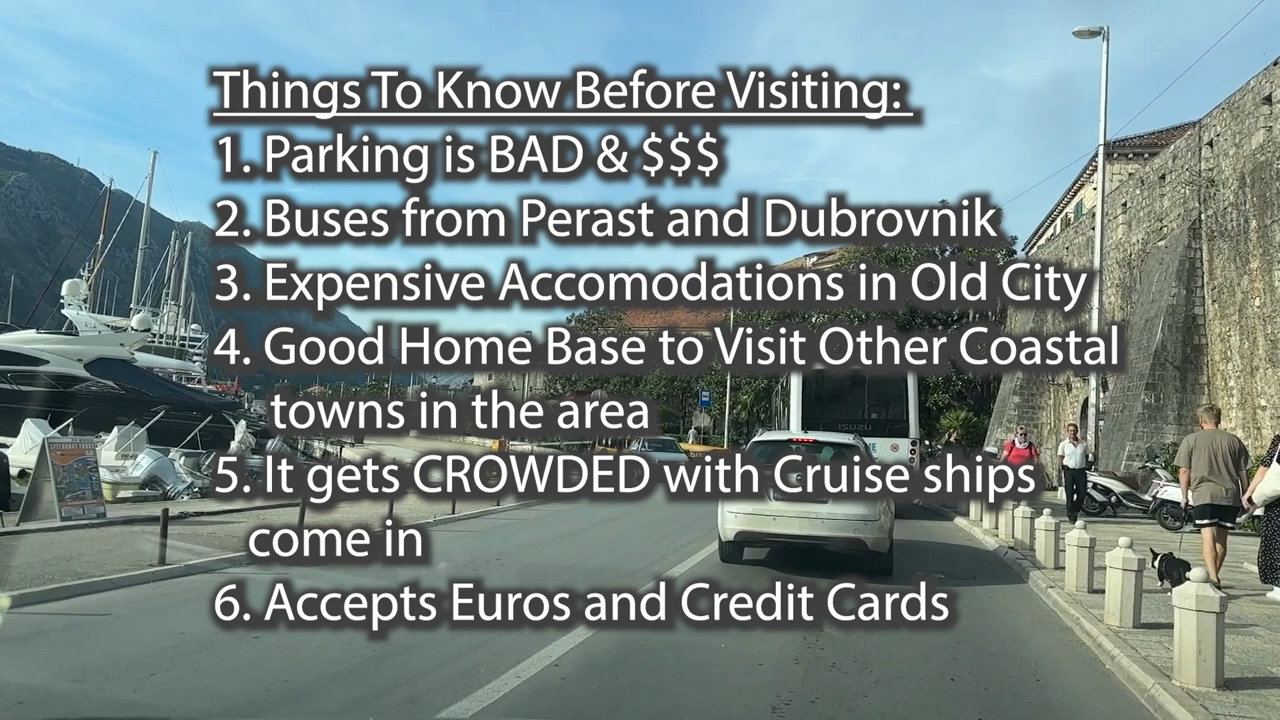 Things To Know Before Visiting:
1. Parking is BAD & $$$
2. Buses from Perast and Dubrovnik
3. Expensive Accomodations in Old City
4. Good Home Base to Visit Other Coastal
towns in the area
5. It gets CROWDED with Cruise ships
come in
6. Accepts Euros and Credit Cards
ISUZU